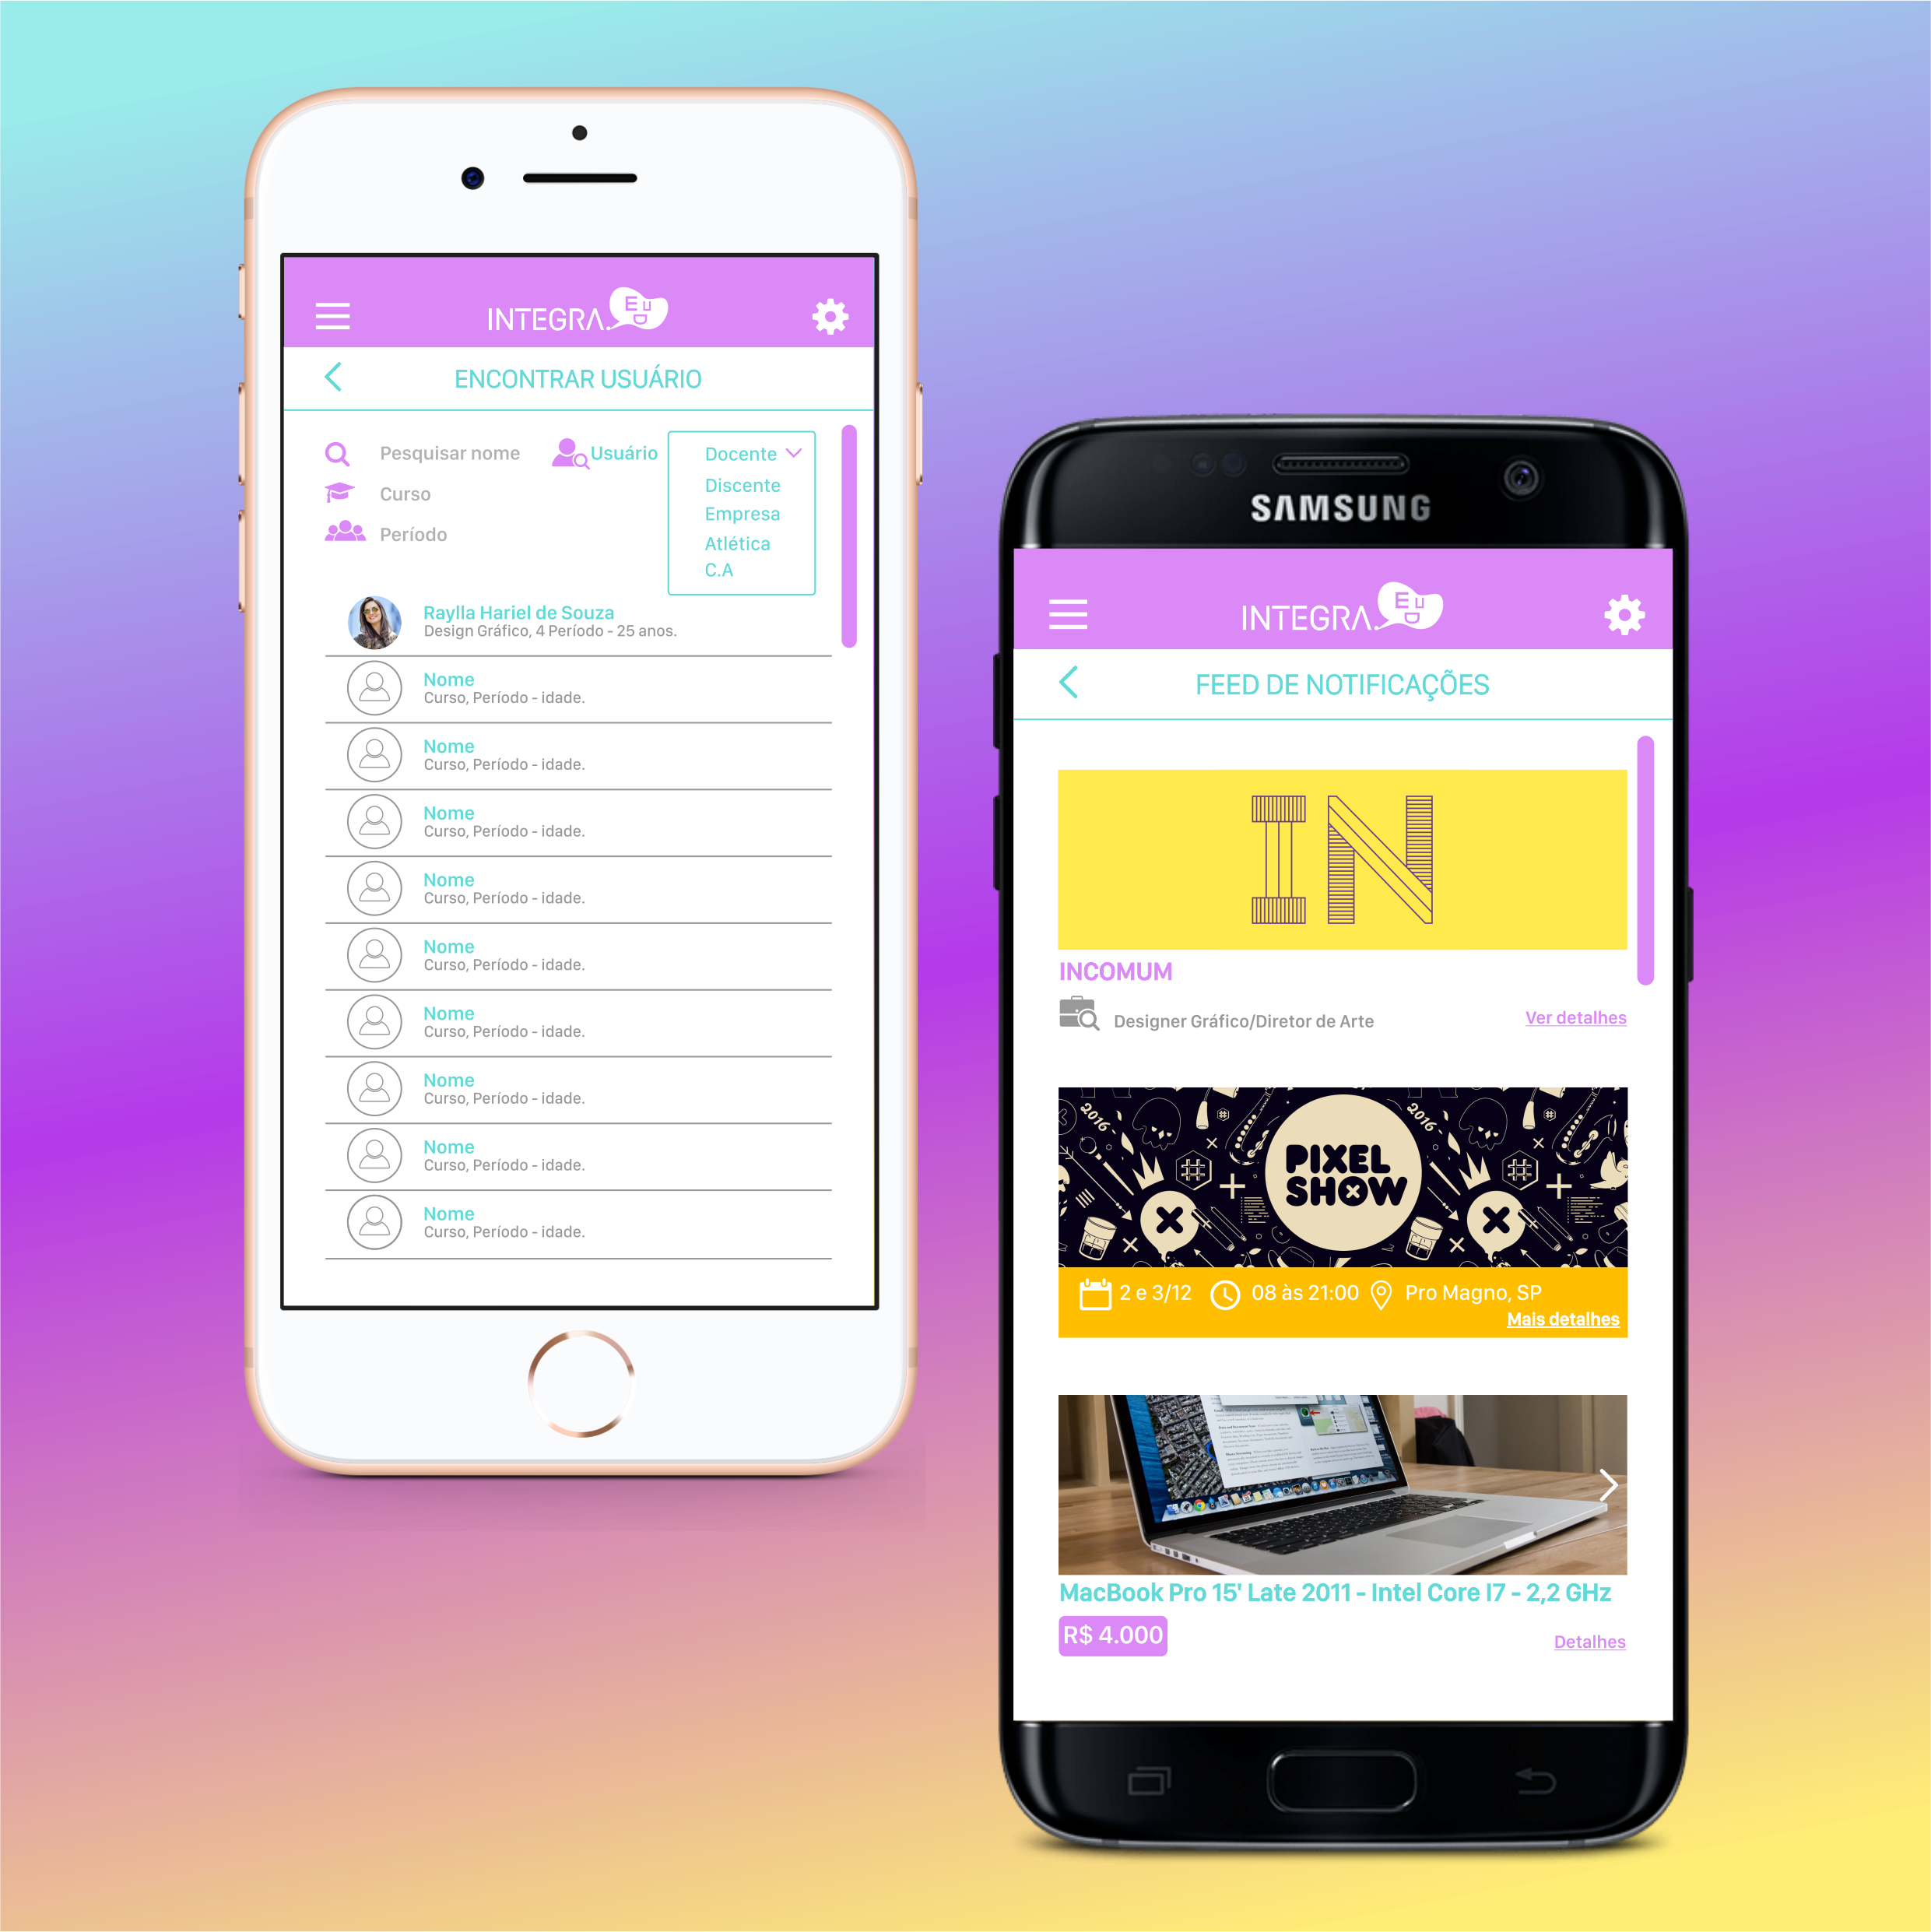 INTEGRA.
E U D
ENCONTRAR USUÁRIO
Pesquisar nome
Usuário
Docente
Curso
Discente
Empresa
Período
Atlética
C.A
Raylla Hariel de Souza
Design Gráfico, 4 Período - 25 anos.
Nome
Curso, Período - idade.
Nome
Curso, Período - idade.
Nome
Curso, Período - idade.
Nome
Curso, Período - idade.
Nome
Curso, Período - idade.
Nome
Curso, Período - idade.
Nome
Curso, Período - idade.
Nome
Curso, Período - idade.
Nome
Curso, Período - idade.
SAMSUNG
INTEGRA.
E U D
FEED DE NOTIFICAÇÕES
IN
INCOMUM
Designer Gráfico/Diretor de Arte
Ver detalhes
2016
2016
PIXEL
SHOW
2 e 3/12
08 às 21:00
Pro Magno, SP
Mais detalhes
MacBook Pro 15' Late 2011 - Intel Core I7 - 2,2 GHz
R$ 4.000
Detalhes